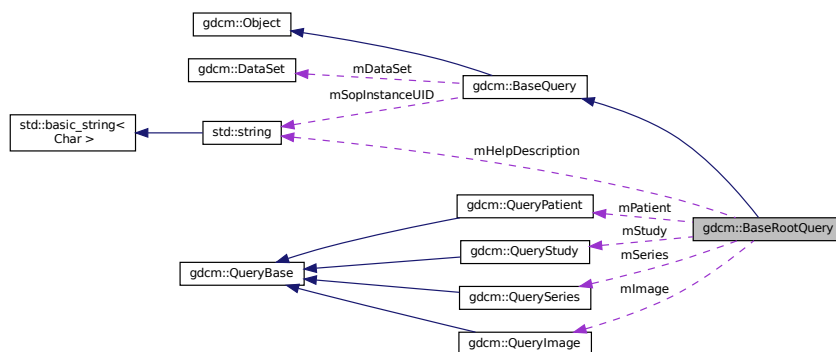 gdcm::Object
gdcm::DataSet
mDataSet
gdcm::BaseQuery
mSopInstanceUID
std::basic_string<
Char >
std::string
mHelpDescription
gdcm::QueryPatient
mPatient
gdcm::BaseRootQuery
mStudy
gdcm::QueryStudy
mSeries
gdcm::QueryBase
gdcm::QuerySeries
mImage
gdcm::QueryImage